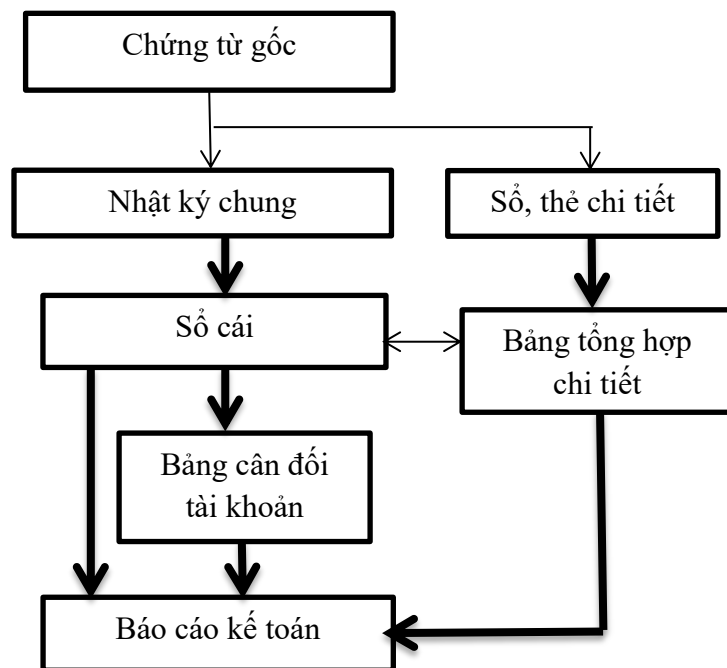 Chứng từ gốc
Nhật ký chung
Sổ, thẻ chi tiết
Sổ cái
Bảng tổng hợp
chi tiết
Bảng cân đối
tài khoản
Báo cáo kế toán